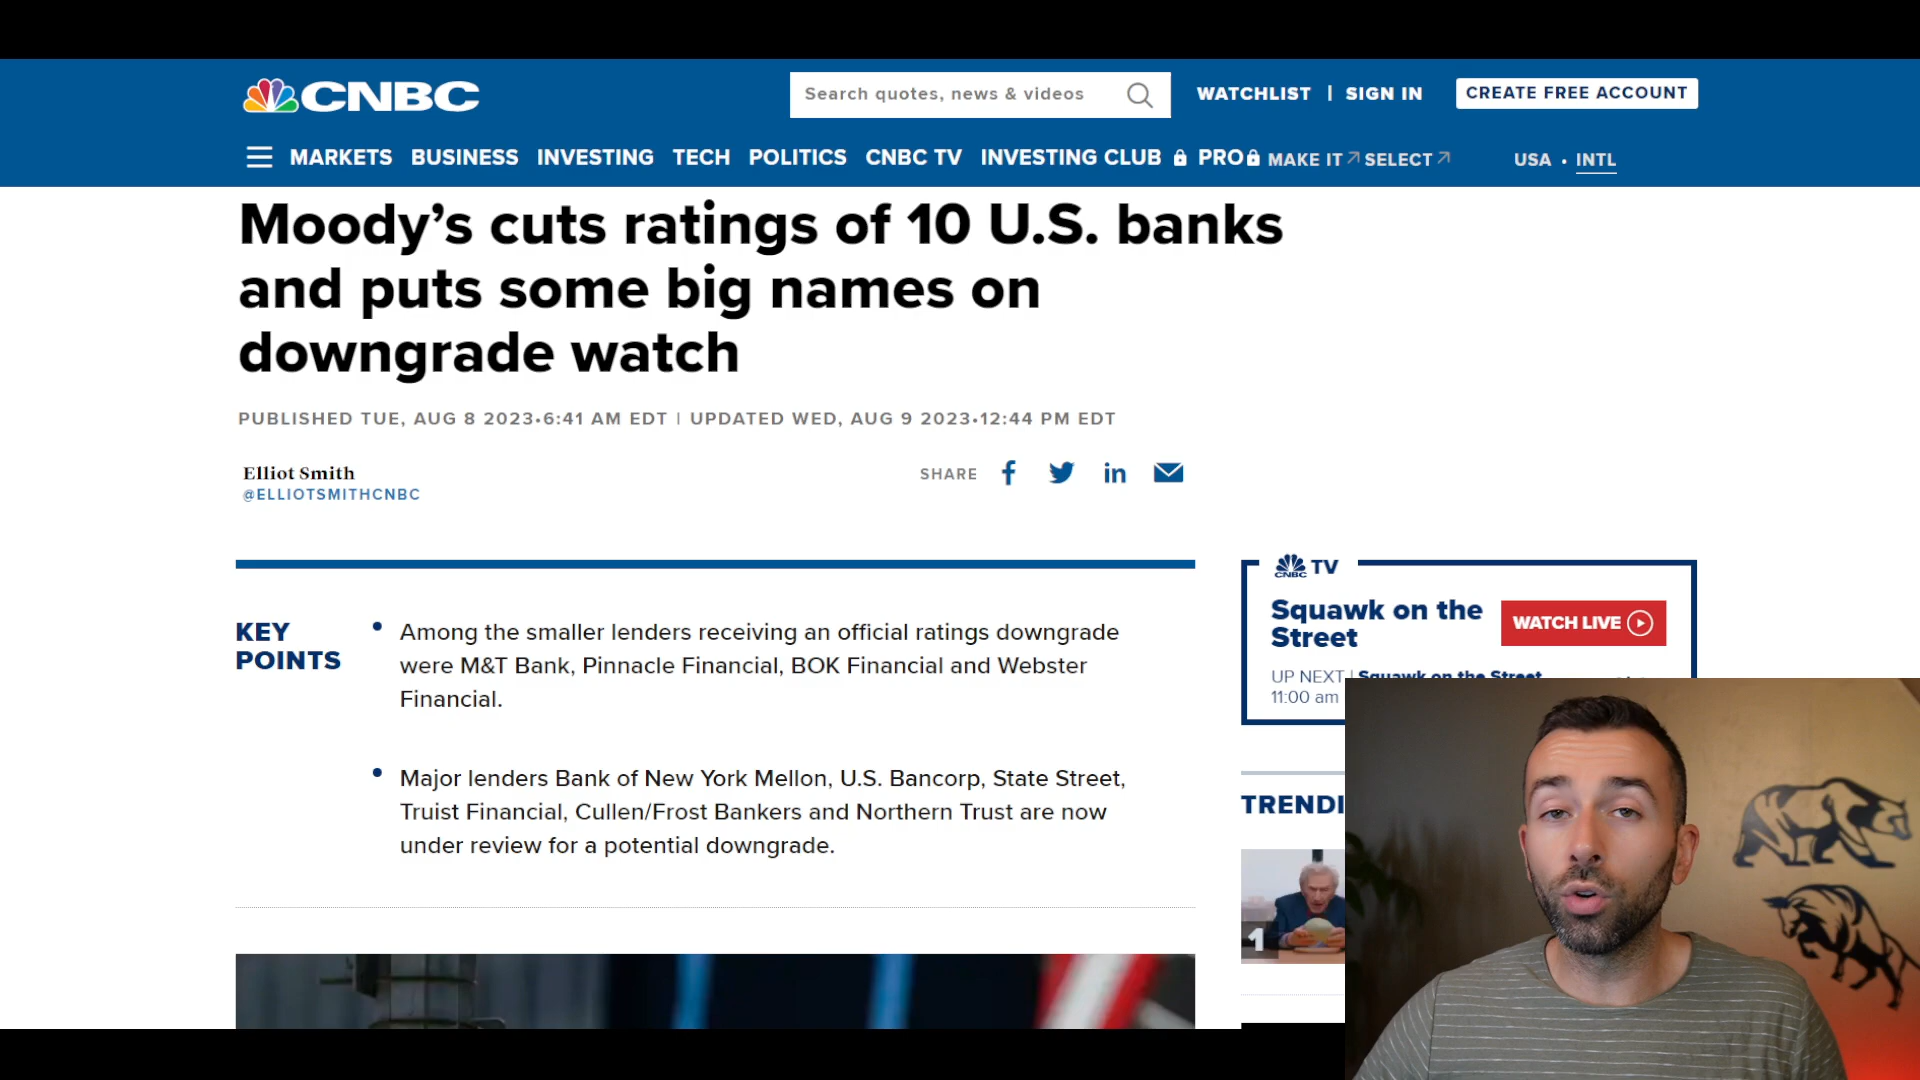 CNBC
Search quotes, news & videos
WATCHLIST | SIGN IN
CREATE FREE ACCOUNT
MARKETS BUSINESS INVESTING TECH POLITICS CNBC TV INVESTING CLUB PRO MAKE IT SELECT USA • INTL
Moody’s cuts ratings of 10 U.S. banks
and puts some big names on
downgrade watch
PUBLISHED TUE, AUG 8 2023•6:41 AM EDT | UPDATED WED, AUG 9 2023•12:44 PM EDT
Elliot Smith
@ELLIOTSMITHCNBC
SHARE
KEY
POINTS
• Among the smaller lenders receiving an official ratings downgrade
were M&T Bank, Pinnacle Financial, BOK Financial and Webster
Financial.
• Major lenders Bank of New York Mellon, U.S. Bancorp, State Street,
Truist Financial, Cullen/Frost Bankers and Northern Trust are now
under review for a potential downgrade.
CNBC TV
Squawk on the
Street
WATCH LIVE
UP NEXT | Squawk on the Street
11:00 am
TRENDI
1